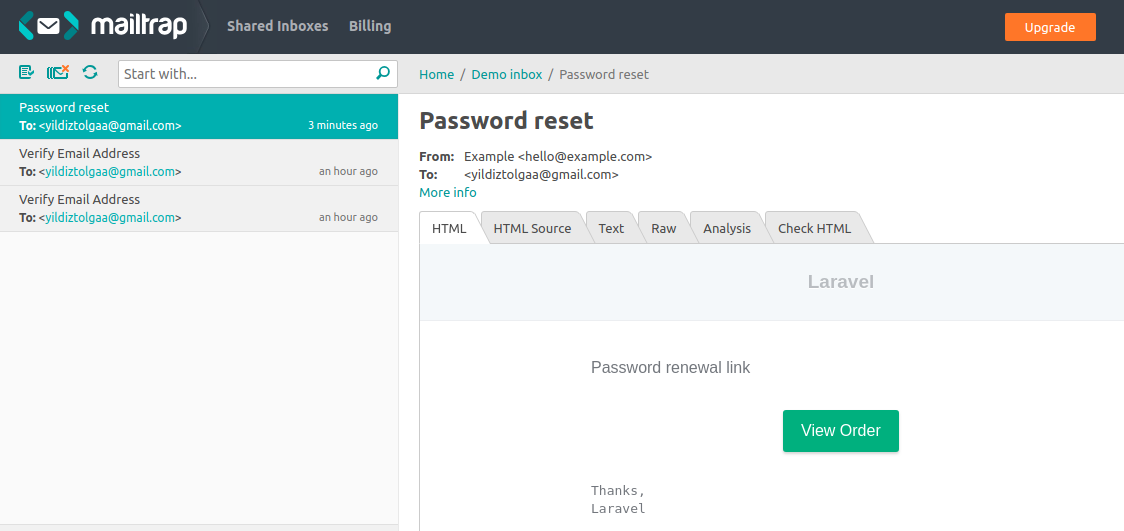 mailtrap
Shared Inboxes
Billing
Upgrade
Start with...
Home / Demo inbox / Password reset
Password reset
To: <yildiztolgaa@gmail.com>
3 minutes ago
Verify Email Address
To: <yildiztolgaa@gmail.com>
an hour ago
Verify Email Address
To: <yildiztolgaa@gmail.com>
an hour ago
Password reset
From: Example <hello@example.com>
To: <yildiztolgaa@gmail.com>
More info
HTML
HTML Source
Text
Raw
Analysis
Check HTML
Laravel
Password renewal link
View Order
Thanks,
Laravel